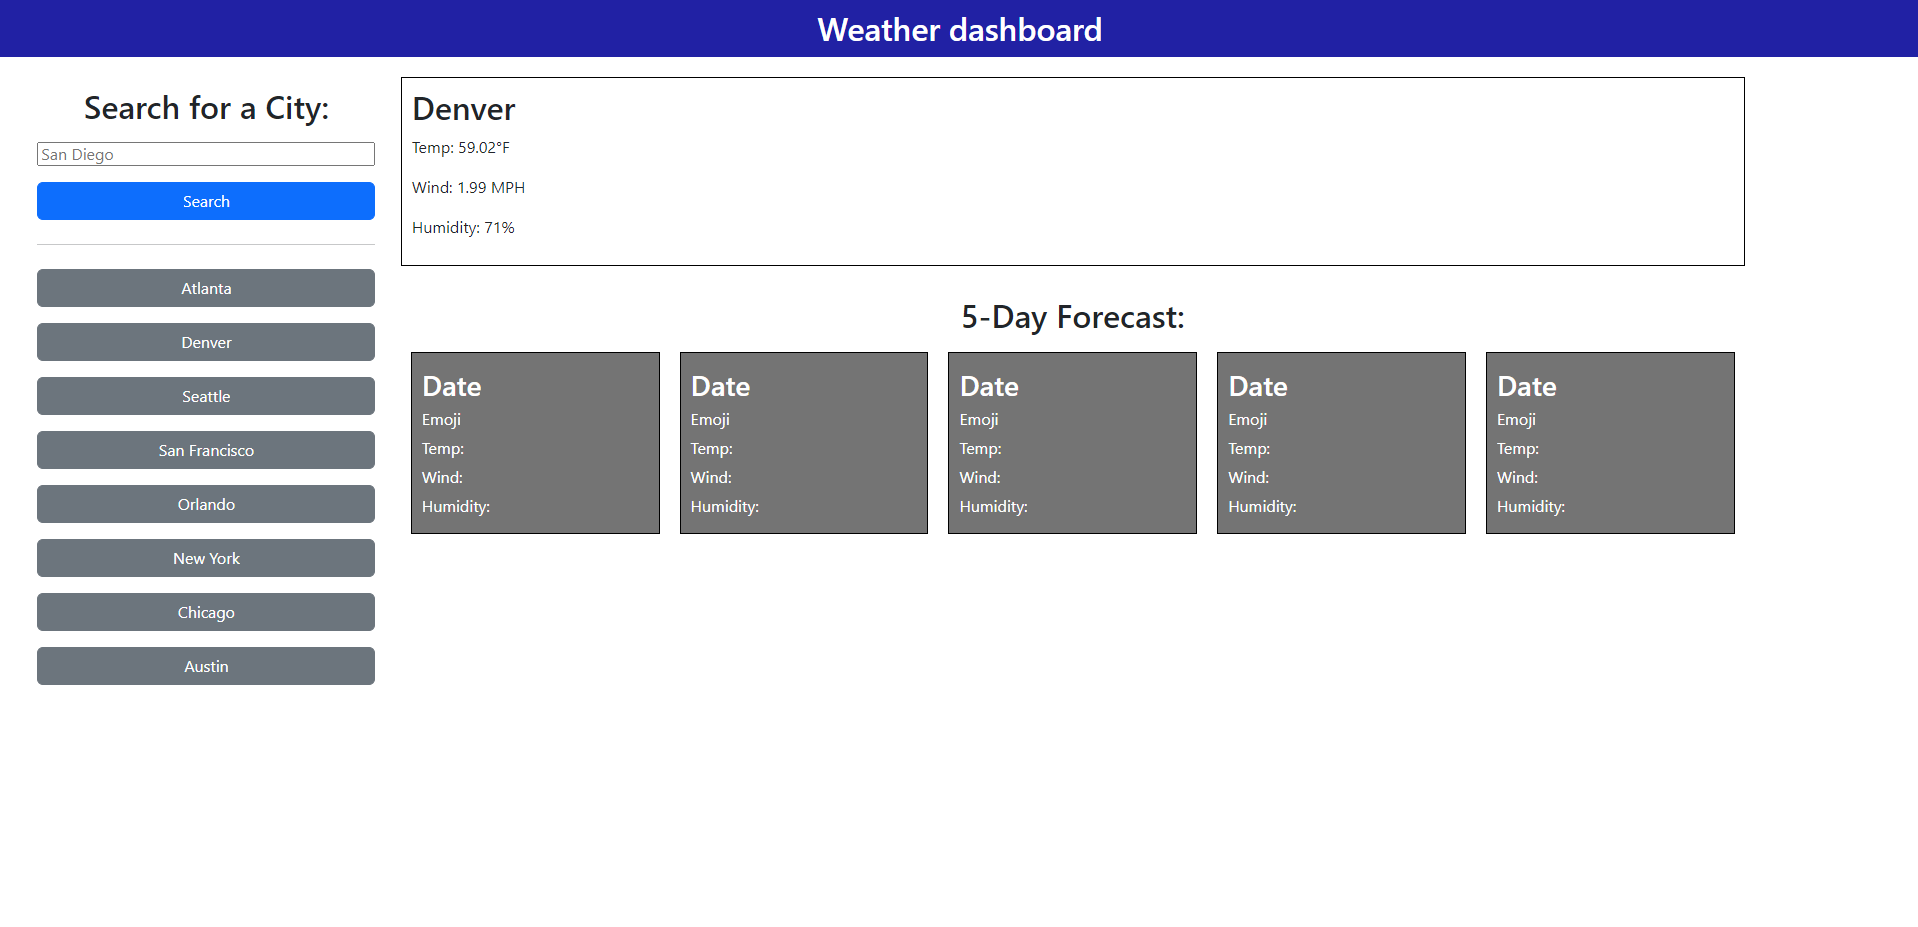 Weather dashboard
Search for a City:
San Diego
Search
Atlanta
Denver
Seattle
San Francisco
Orlando
New York
Chicago
Austin
Denver
Temp: 59.02°F
Wind: 1.99 MPH
Humidity: 71%
5-Day Forecast:
Date
Emoji
Temp:
Wind:
Humidity:
Date
Emoji
Temp:
Wind:
Humidity:
Date
Emoji
Temp:
Wind:
Humidity:
Date
Emoji
Temp:
Wind:
Humidity:
Date
Emoji
Temp:
Wind:
Humidity: